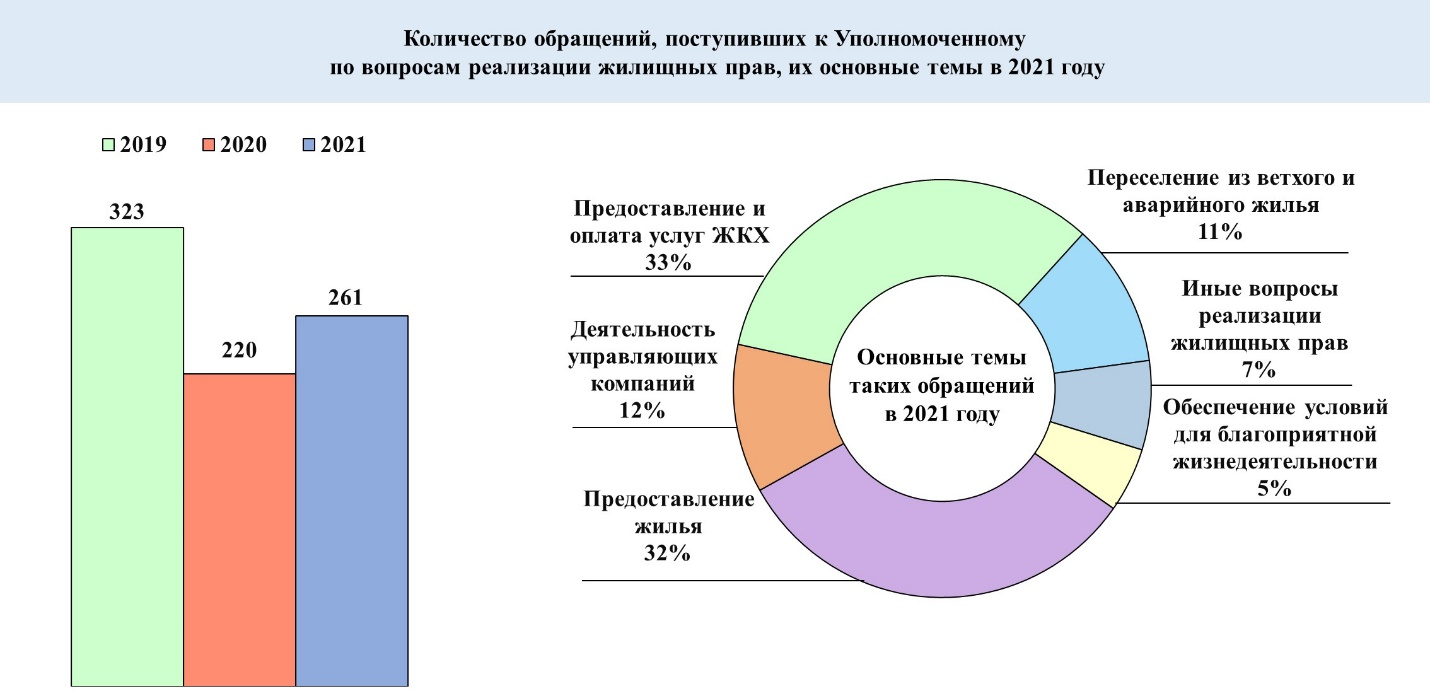 Количество обращений, поступивших к Уполномоченному
по вопросам реализации жилищных прав, их основные темы в 2021 году
2019
2020
2021
323
220
261
Предоставление и
оплата услуг ЖКХ
33%
Деятельность
управляющих
компаний
12%
Предоставление
жилья
32%
Основные темы
таких обращений
в 2021 году
Переселение из ветхого и
аварийного жилья
11%
Иные вопросы
реализации
жилищных прав
7%
Обеспечение условий
для благоприятной
жизнедеятельности
5%